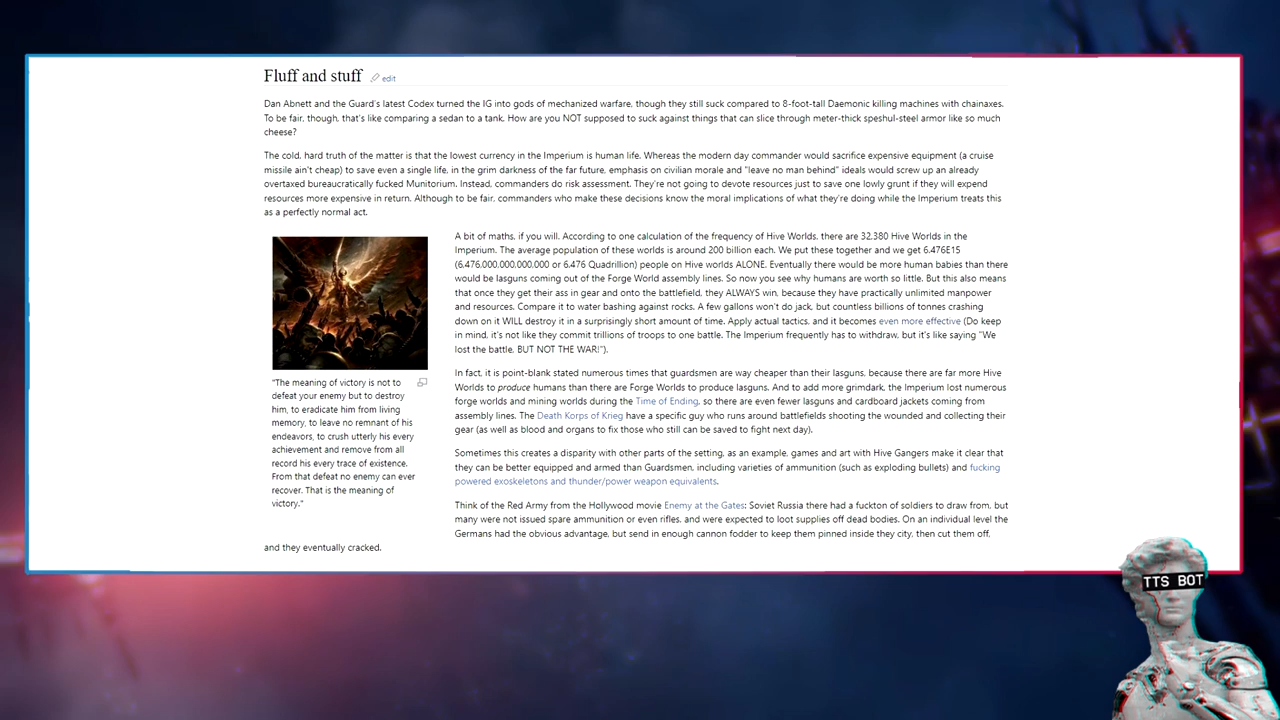 Fluff and stuff edit
Dan Abnett and the Guard's latest Codex turned the IG into gods of mechanized warfare, though they still suck compared to 8-foot-tall Daemonic killing machines with chainaxes.
To be fair, though, that's like comparing a sedan to a tank. How are you NOT supposed to suck against things that can slice through meter-thick speshul-steel armor like so much
cheese?
The cold, hard truth of the matter is that the lowest currency in the Imperium is human life. Whereas the modern day commander would sacrifice expensive equipment (a cruise
missile ain't cheap) to save even a single life, in the grim darkness of the far future, emphasis on civilian morale and "leave no man behind" ideals would screw up an already
overtaxed bureaucratically fucked Munitorium. Instead, commanders do risk assessment. They're not going to devote resources just to save one lowly grunt if they will expend
resources more expensive in return. Although to be fair, commanders who make these decisions know the moral implications of what they're doing while the Imperium treats this
as a perfectly normal act.
A bit of maths, if you will. According to one calculation of the frequency of Hive Worlds, there are 32,380 Hive Worlds in the
Imperium. The average population of these worlds is around 200 billion each. We put these together and we get 6.476E15
(6.476.000.000.000.000 or 6.476 Quadrillion) people on Hive worlds ALONE. Eventually there would be more human babies than there
would be lasguns coming out of the Forge World assembly lines. So now you see why humans are worth so little. But this also means
that once they get their ass in gear and onto the battlefield, they ALWAYS win, because they have practically unlimited manpower
and resources. Compare it to water bashing against rocks. A few gallons won't do jack, but countless billions of tonnes crashing
down on it WILL destroy it in a surprisingly short amount of time. Apply actual tactics, and it becomes even more effective (Do keep
in mind, it's not like they commit trillions of troops to one battle. The Imperium frequently has to withdraw, but it's like saying "We
lost the battle, BUT NOT THE WAR!").
"The meaning of victory is not to
defeat your enemy but to destroy
him, to eradicate him from living
memory, to leave no remnant of his
endeavors, to crush utterly his every
achievement and remove from all
record his every trace of existence.
From that defeat no enemy can ever
recover. That is the meaning of
victory."
In fact, it is point-blank stated numerous times that guardsmen are way cheaper than their lasguns, because there are far more Hive
Worlds to produce humans than there are Forge Worlds to produce lasguns. And to add more grimdark, the Imperium lost numerous
forge worlds and mining worlds during the Time of Ending, so there are even fewer lasguns and cardboard jackets coming from
assembly lines. The Death Korps of Krieg have a specific guy who runs around battlefields shooting the wounded and collecting their
gear (as well as blood and organs to fix those who still can be saved to fight next day).
Sometimes this creates a disparity with other parts of the setting, as an example, games and art with Hive Gangers make it clear that
they can be better equipped and armed than Guardsmen, including varieties of ammunition (such as exploding bullets) and fucking
powered exoskeletons and thunder/power weapon equivalents.
Think of the Red Army from the Hollywood movie Enemy at the Gates: Soviet Russia there had a fuckton of soldiers to draw from, but
many were not issued spare ammunition or even rifles, and were expected to loot supplies off dead bodies. On an individual level the
Germans had the obvious advantage, but send in enough cannon fodder to keep them pinned inside they city, then cut them off,
and they eventually cracked.
TTS BOT